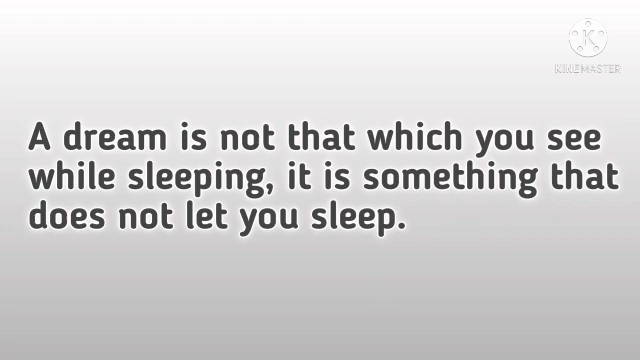 KINEMASTER
A dream is not that which you see
while sleeping, it is something that
does not let you sleep.